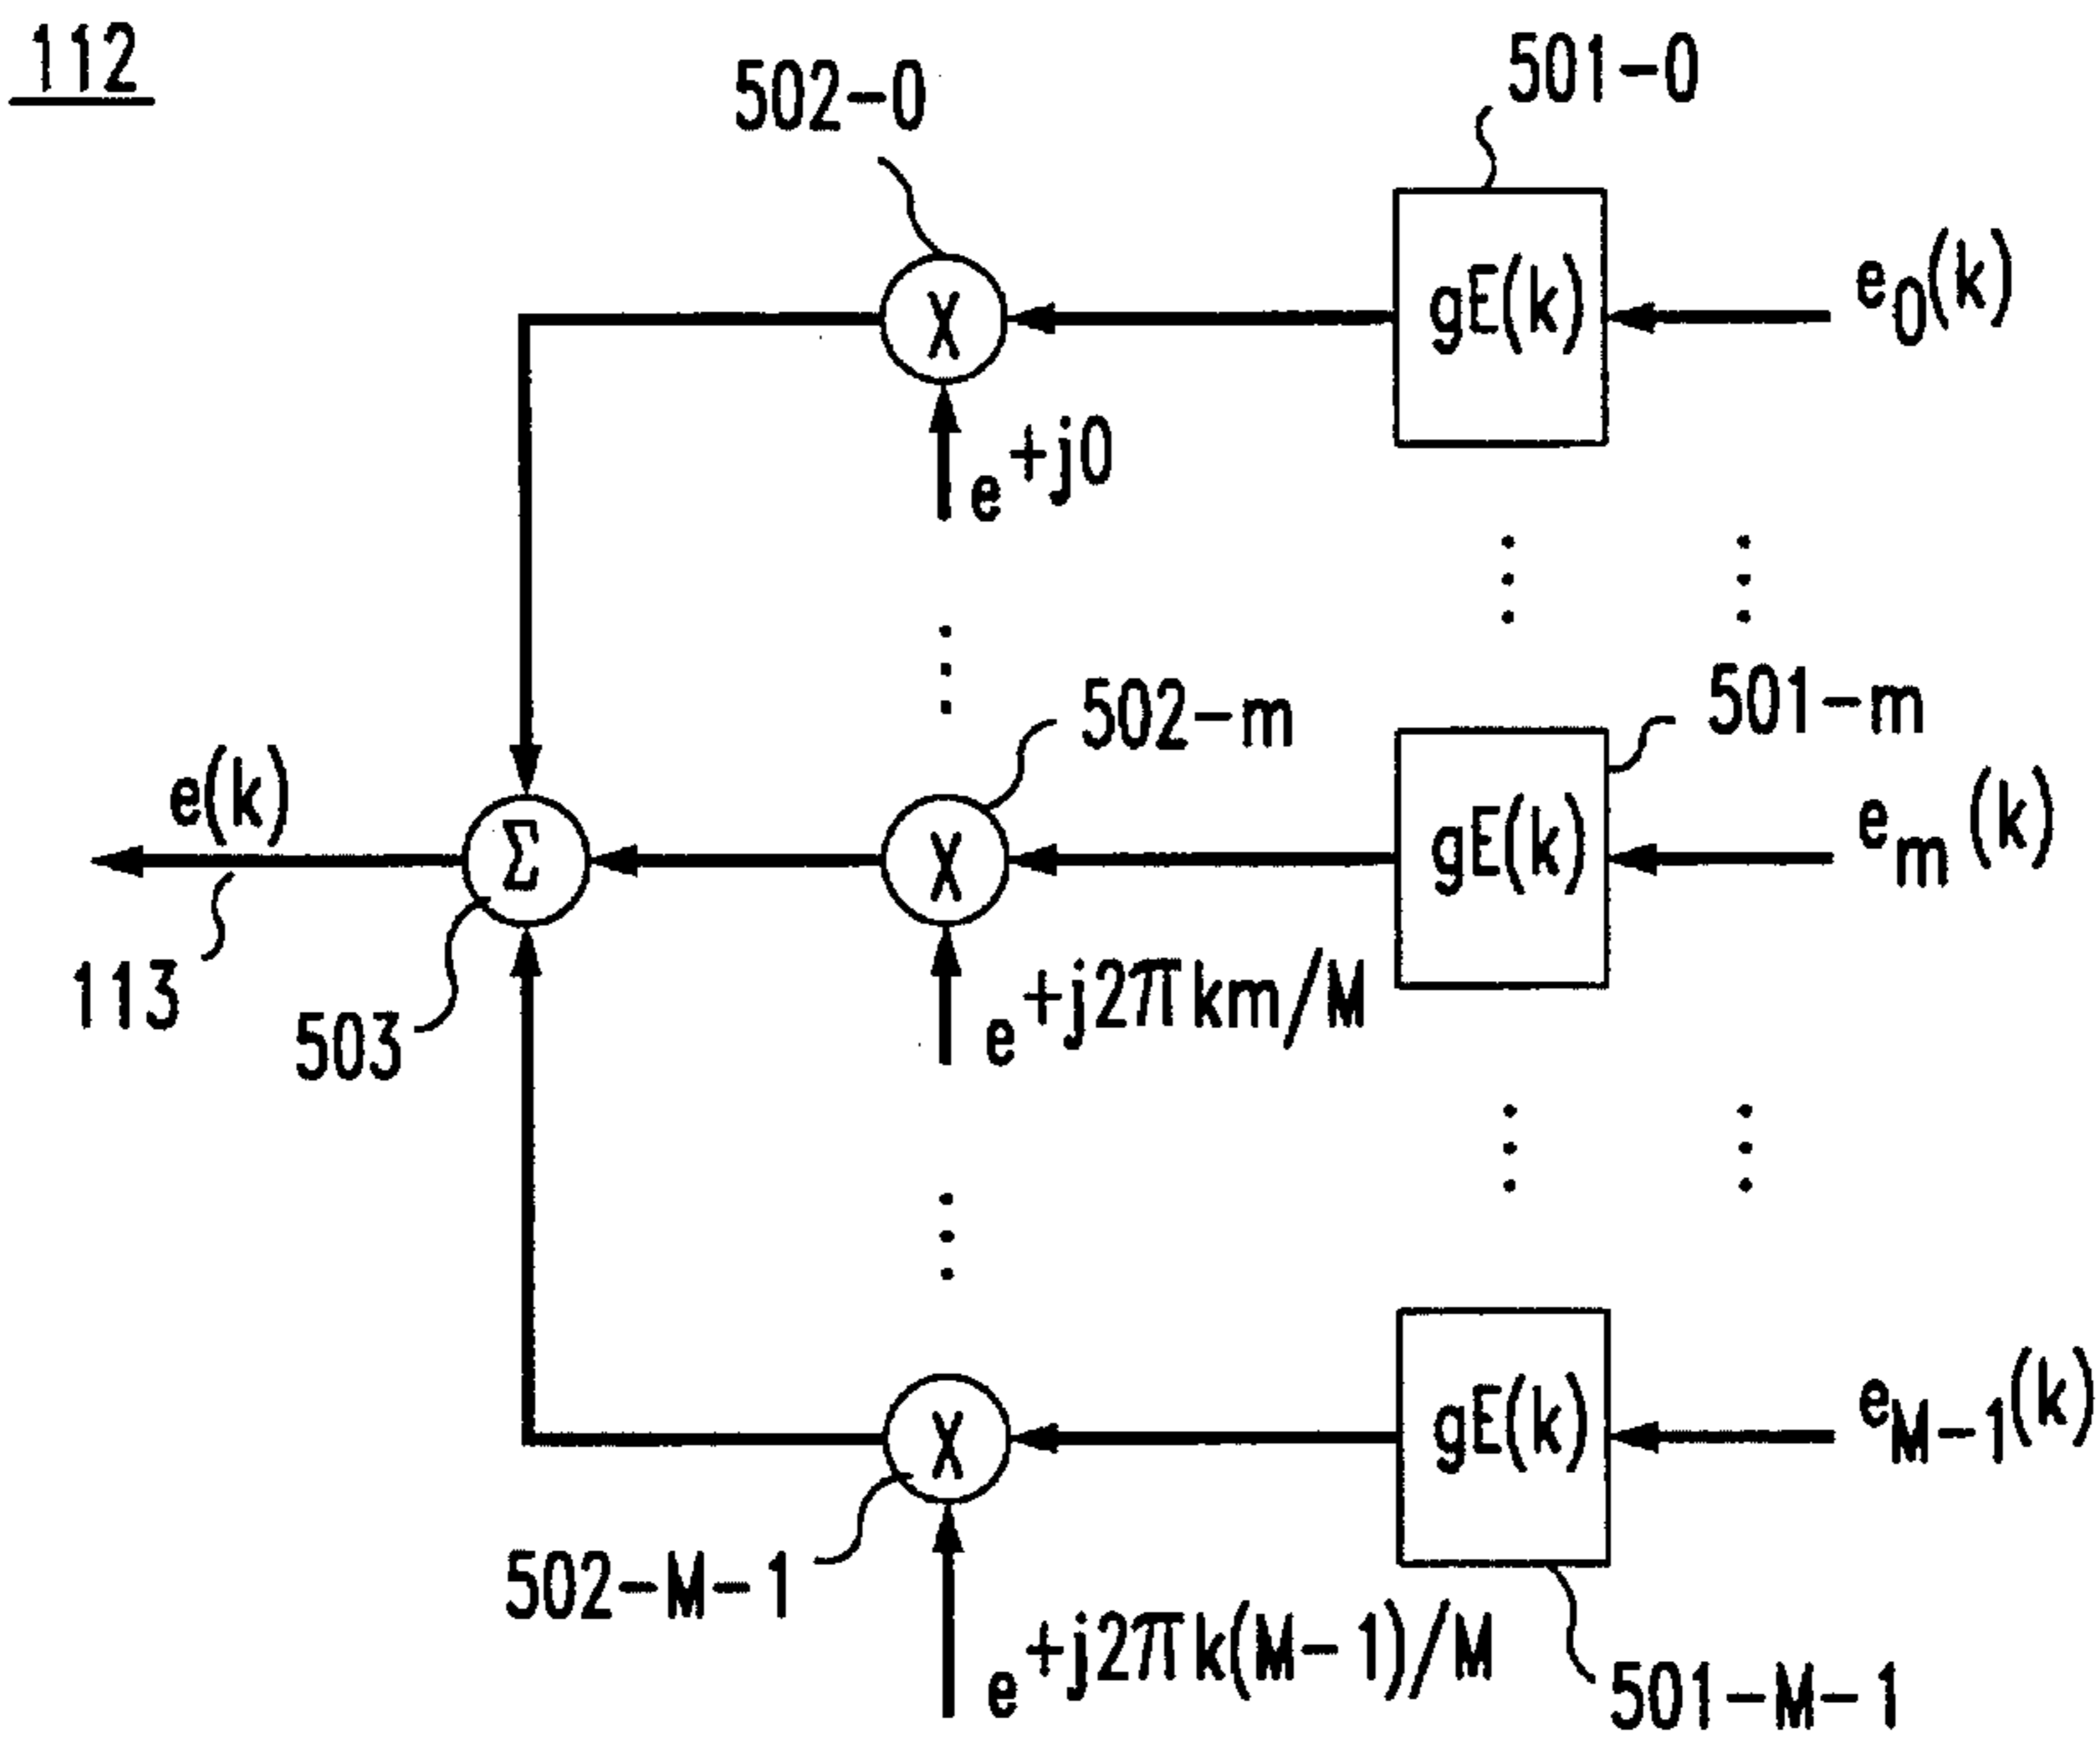 112
502-0
501-0
X
gE(k)
e₀(k)
e⁺ʲ⁰
502-m
501-m
e(k)
Σ
X
gE(k)
eₘ(k)
113
503
e^+j2πkm/M
X
gE(k)
e_M-1(k)
502-M-1
e^+j2πk(M-1)/M
501-M-1